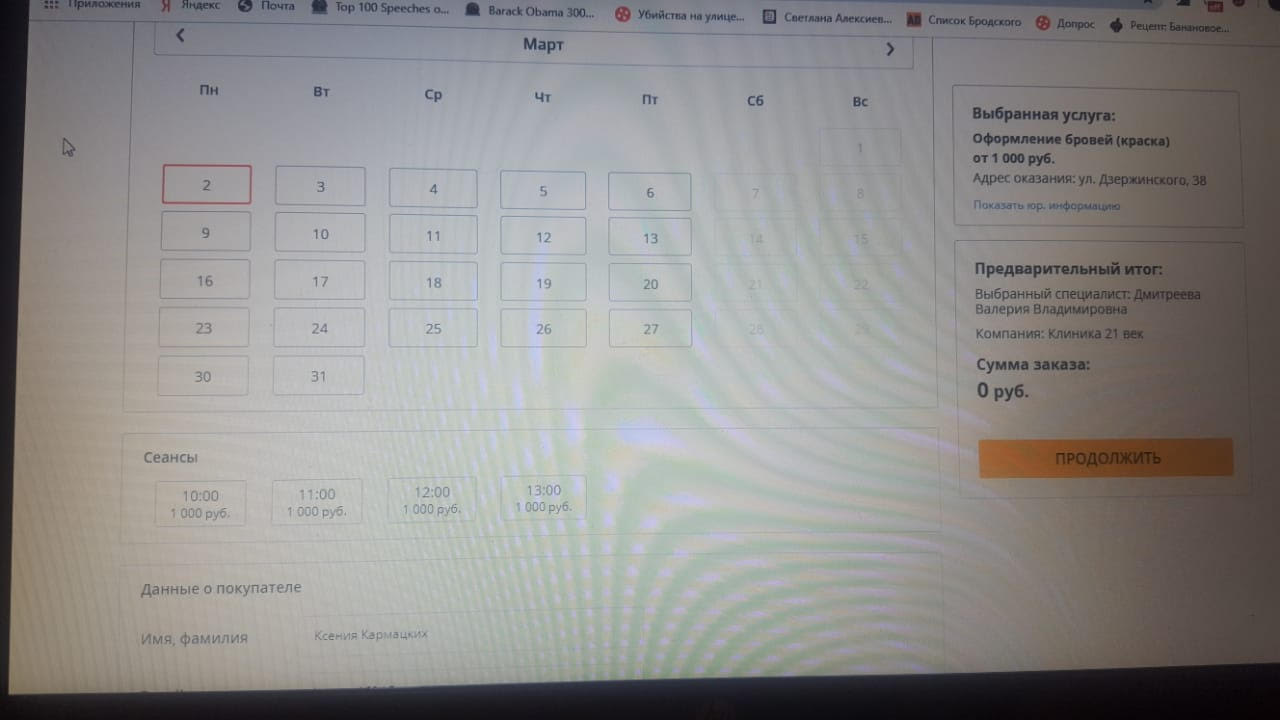 Приложения Яндекс Почта Top 100 Speeches o... Barack Obama 300... Убийства на улице... Светлана Алексиев... Список Бродского Допрос Рецепт: Банановое...
Март
Пн Вт Ср Чт Пт Сб Вс
1
2 3 4 5 6 7 8
9 10 11 12 13 14 15
16 17 18 19 20 21 22
23 24 25 26 27 28 29
30 31
Сеансы
10:00 11:00 12:00 13:00
1 000 руб. 1 000 руб. 1 000 руб. 1 000 руб.
Данные о покупателе
Имя, фамилия Ксения Кармацких
Выбранная услуга:
Оформление бровей (краска)
от 1 000 руб.
Адрес оказания: ул. Дзержинского, 38
Показать юр. информацию
Предварительный итог:
Выбранный специалист: Дмитреева
Валерия Владимировна
Компания: Клиника 21 век
Сумма заказа:
0 руб.
ПРОДОЛЖИТЬ